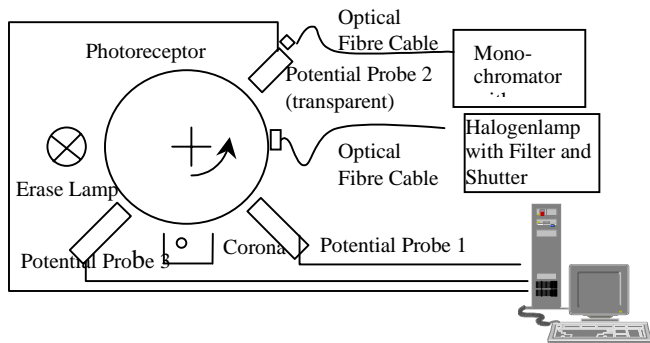 Optical
Fibre Cable
Photoreceptor
Mono-
chromator
Potential Probe 2
(transparent)
Halogenlamp
with Filter and
Shutter
Optical
Fibre Cable
Erase Lamp
Corona
Potential Probe 1
Potential Probe 3